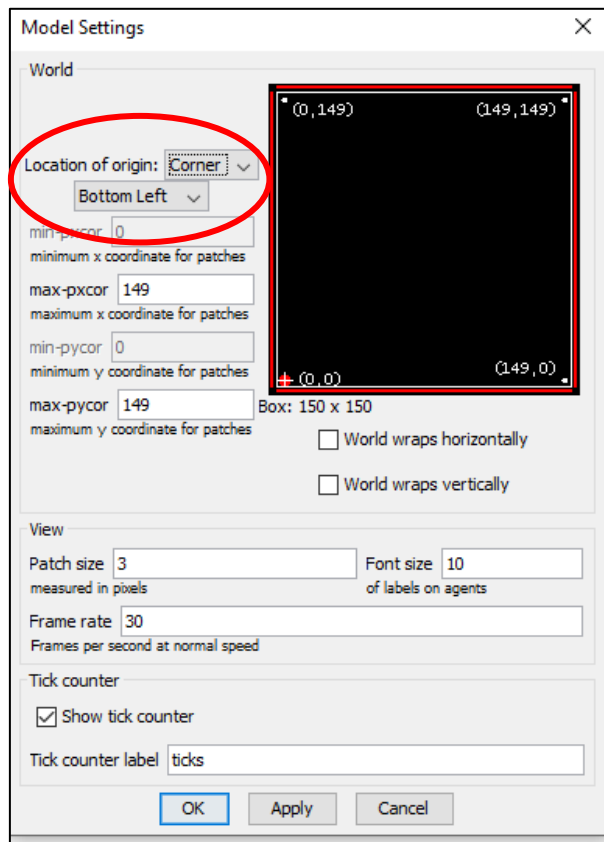 Model Settings
World
(0,149)
(149,149)
Location of origin: Corner
Bottom Left
min-pxcor 0
minimum x coordinate for patches
max-pxcor 149
maximum x coordinate for patches
min-pycor 0
minimum y coordinate for patches
(0,0)
(149,0)
max-pycor 149
maximum y coordinate for patches
Box: 150 x 150
World wraps horizontally
World wraps vertically
View
Patch size 3
measured in pixels
Font size 10
of labels on agents
Frame rate 30
Frames per second at normal speed
Tick counter
Show tick counter
Tick counter label ticks
OK
Apply
Cancel